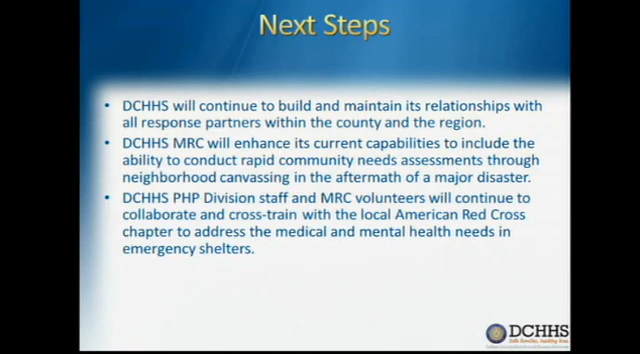 Next Steps
• DCHHS will continue to build and maintain its relationships with
all response partners within the county and the region.
• DCHHS MRC will enhance its current capabilities to include the
ability to conduct rapid community needs assessments through
neighborhood canvassing in the aftermath of a major disaster.
• DCHHS PHP Division staff and MRC volunteers will continue to
collaborate and cross-train with the local American Red Cross
chapter to address the medical and mental health needs in
emergency shelters.
DCHHS